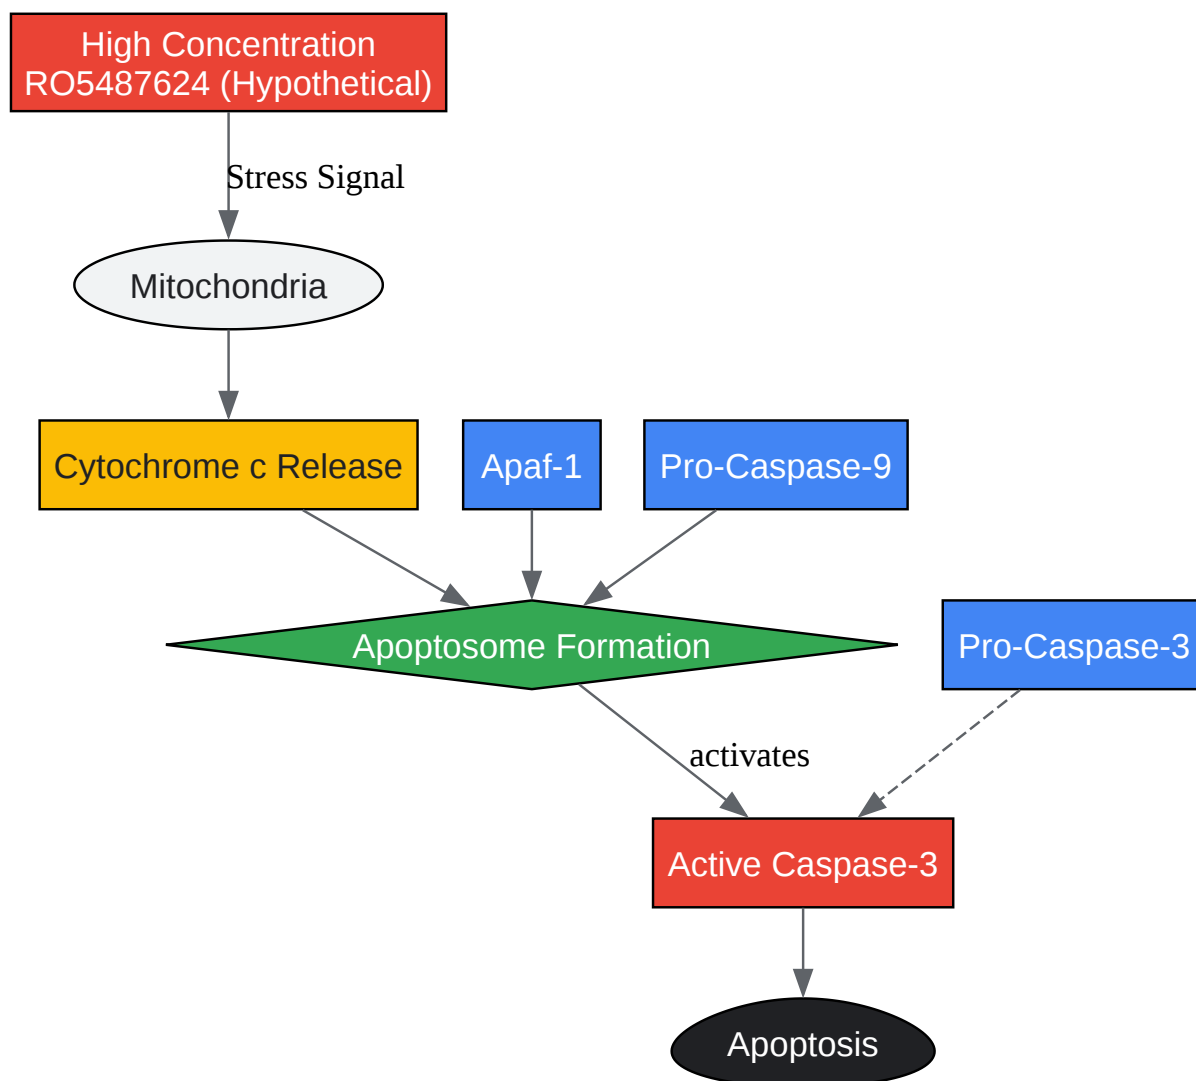 High Concentration
RO5487624 (Hypothetical)
Stress Signal
Mitochondria
Cytochrome c Release
Apaf-1
Pro-Caspase-9
Apoptosome Formation
Pro-Caspase-3
activates
Active Caspase-3
Apoptosis